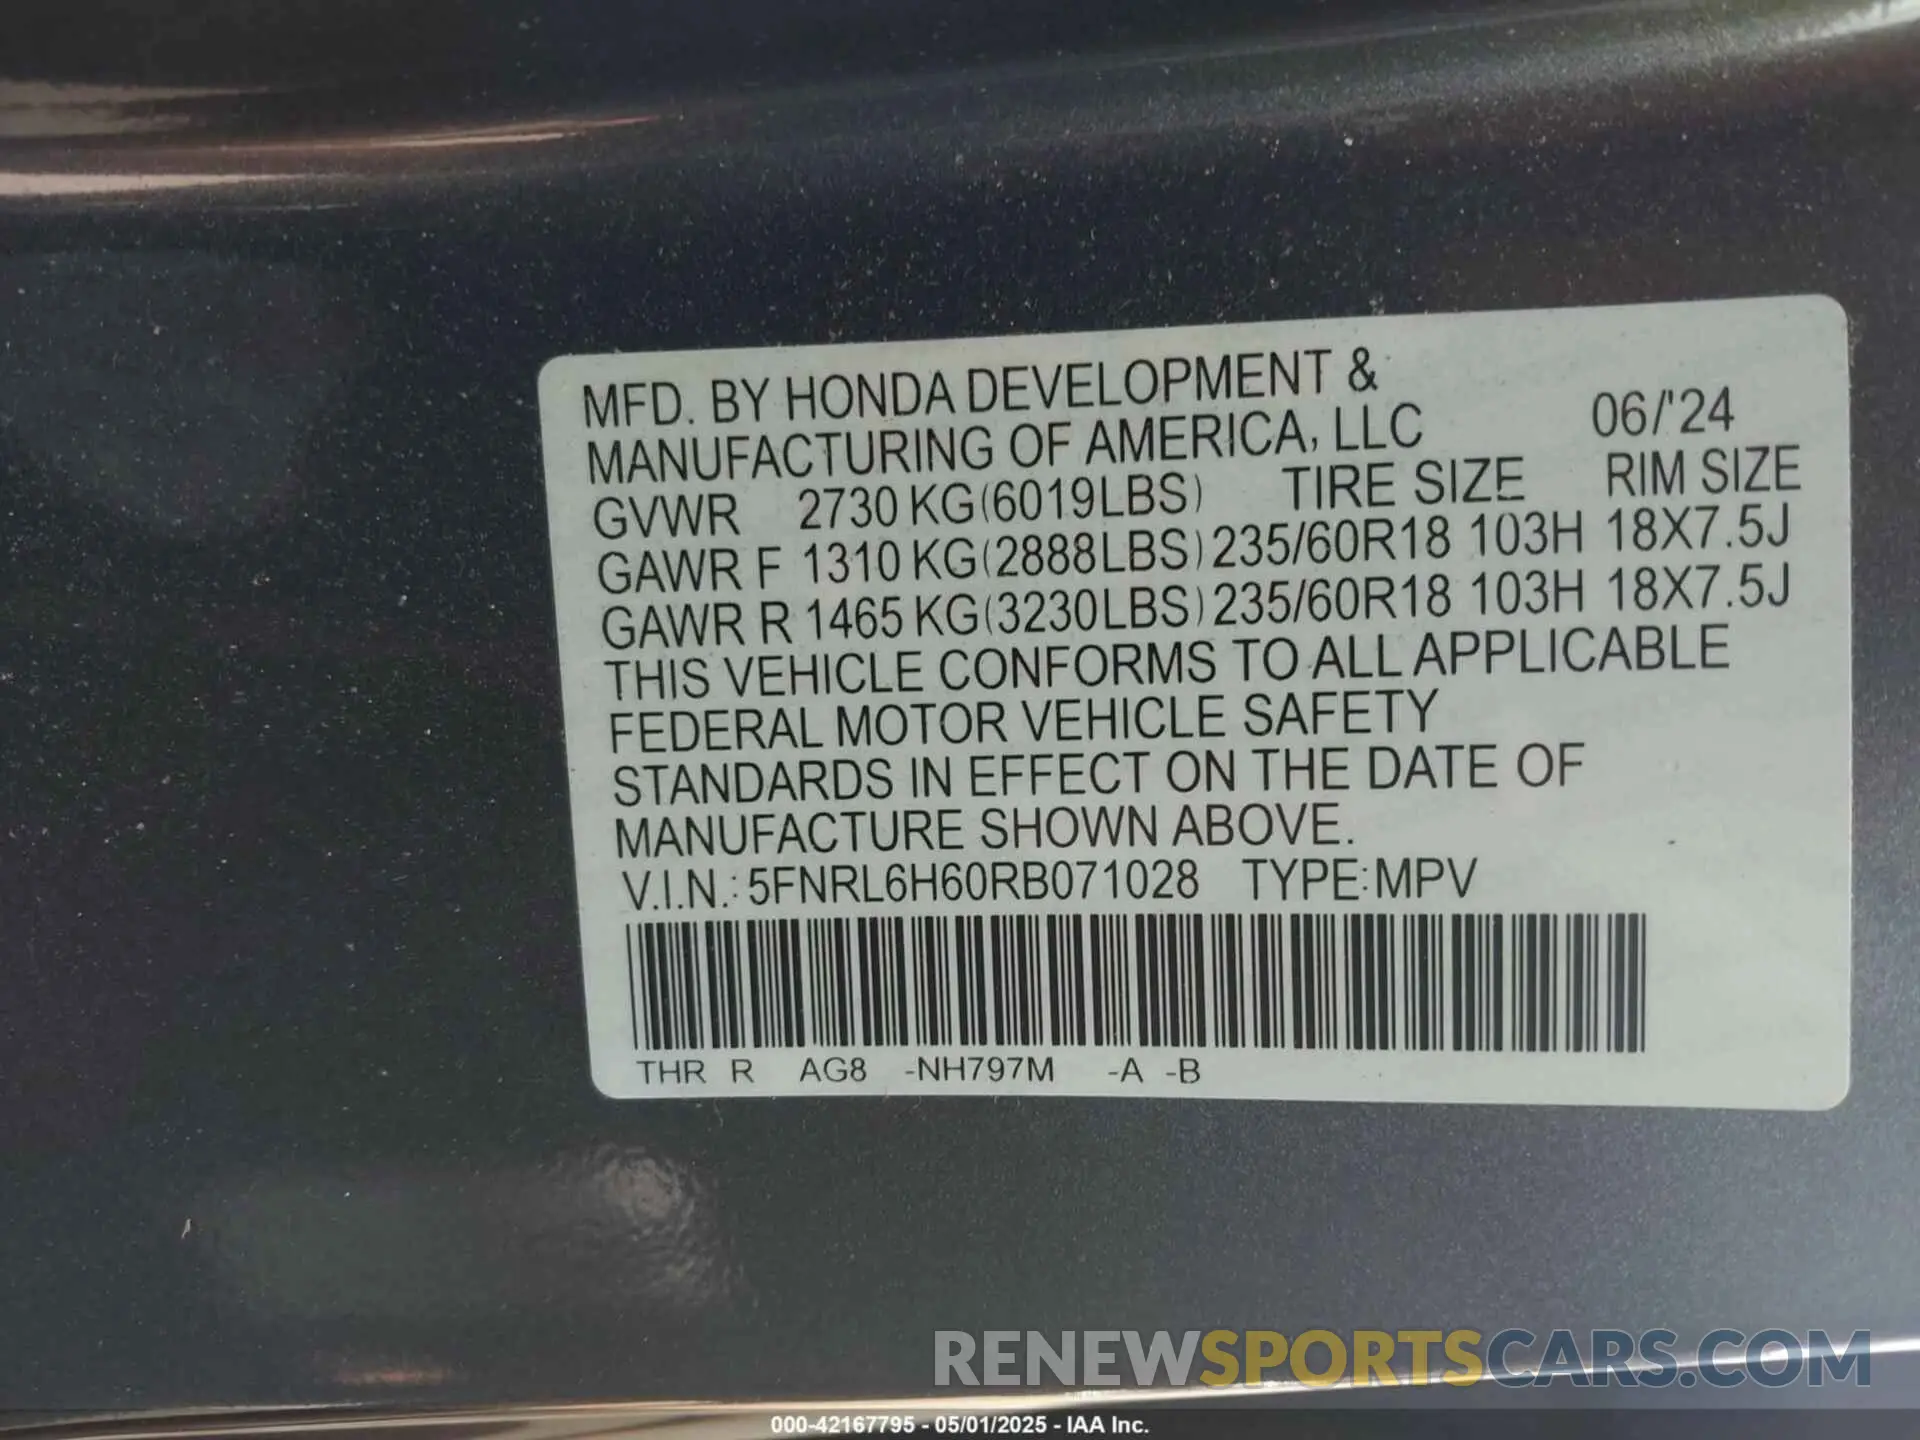 MFD. BY HONDA DEVELOPMENT &
MANUFACTURING OF AMERICA, LLC 06/'24
GVWR 2730 KG(6019LBS) TIRE SIZE RIM SIZE
GAWR F 1310 KG(2888LBS) 235/60R18 103H 18X7.5J
GAWR R 1465 KG(3230LBS) 235/60R18 103H 18X7.5J
THIS VEHICLE CONFORMS TO ALL APPLICABLE
FEDERAL MOTOR VEHICLE SAFETY
STANDARDS IN EFFECT ON THE DATE OF
MANUFACTURE SHOWN ABOVE.
V.I.N.: 5FNRL6H60RB071028 TYPE:MPV
THR R AG8 -NH797M -A -B
RENEWSPORTSCARS.COM
000-42167795 - 05/01/2025 - IAA Inc.